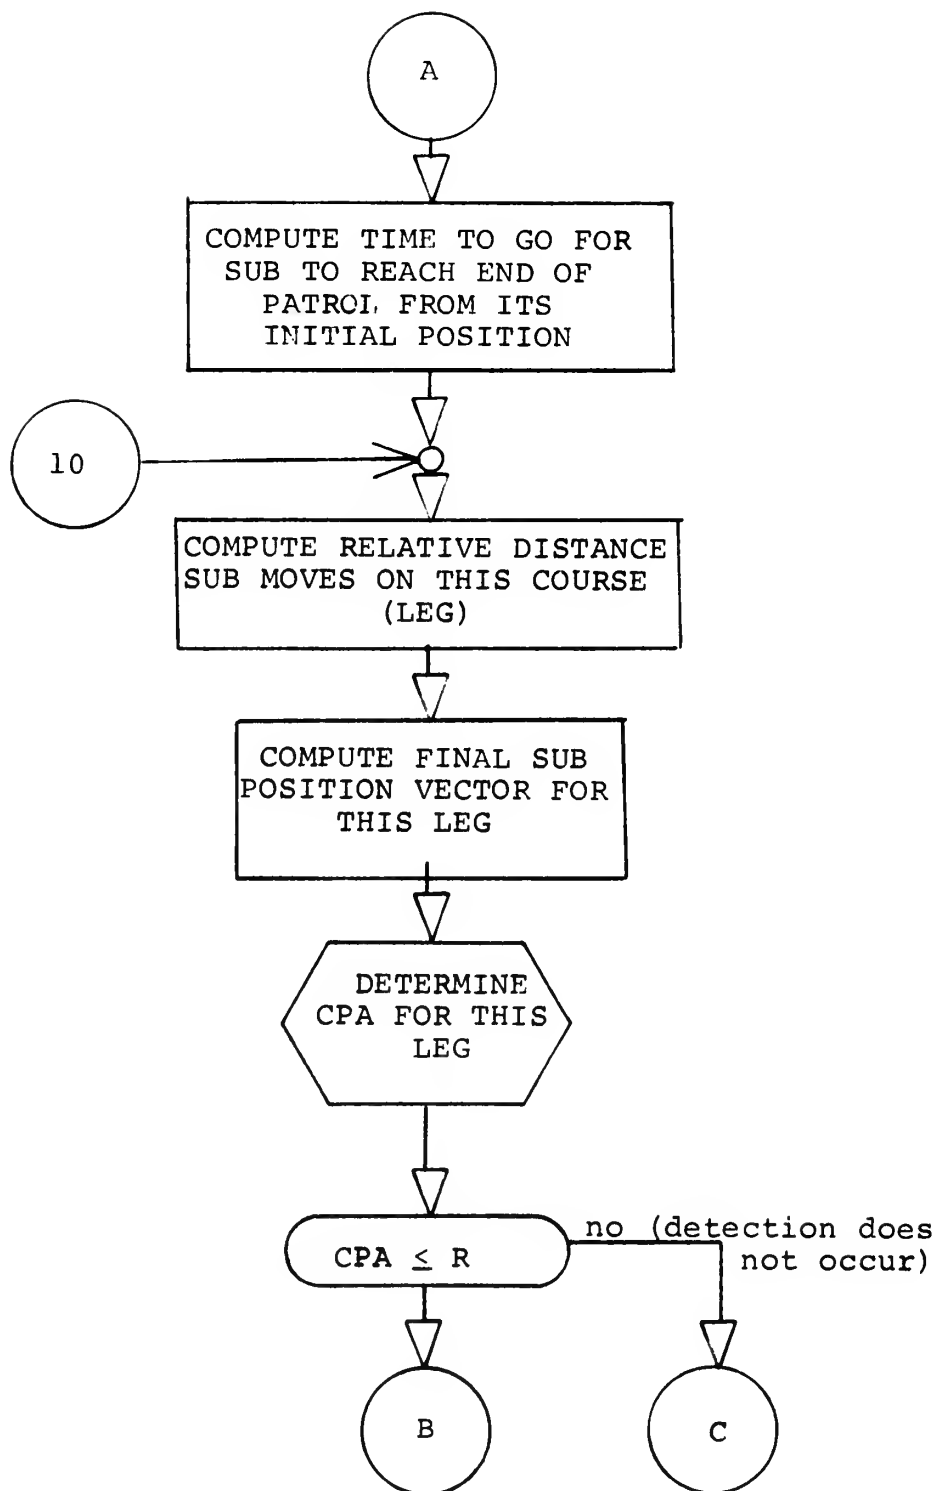 A
COMPUTE TIME TO GO FOR
SUB TO REACH END OF
PATROL FROM ITS
INITIAL POSITION
10
COMPUTE RELATIVE DISTANCE
SUB MOVES ON THIS COURSE
(LEG)
COMPUTE FINAL SUB
POSITION VECTOR FOR
THIS LEG
DETERMINE
CPA FOR THIS
LEG
CPA ≤ R
no (detection does
not occur)
B
C